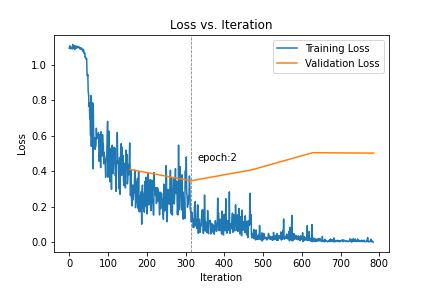 Loss vs. Iteration
Training Loss
Validation Loss
1.0
0.8
0.6
0.4
0.2
0.0
Loss
epoch:2
0 100 200 300 400 500 600 700 800
Iteration